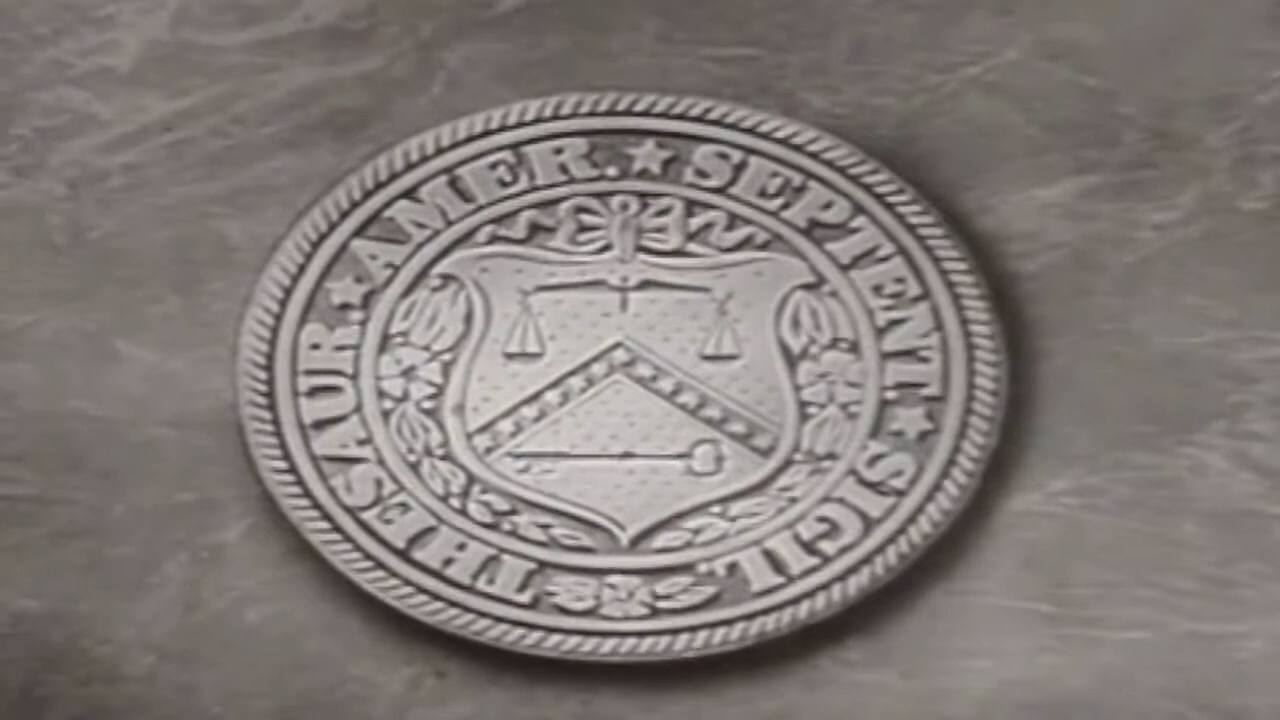 THESAUR. ★ AMER. ★ SEPTENT. ★ SIGIL.